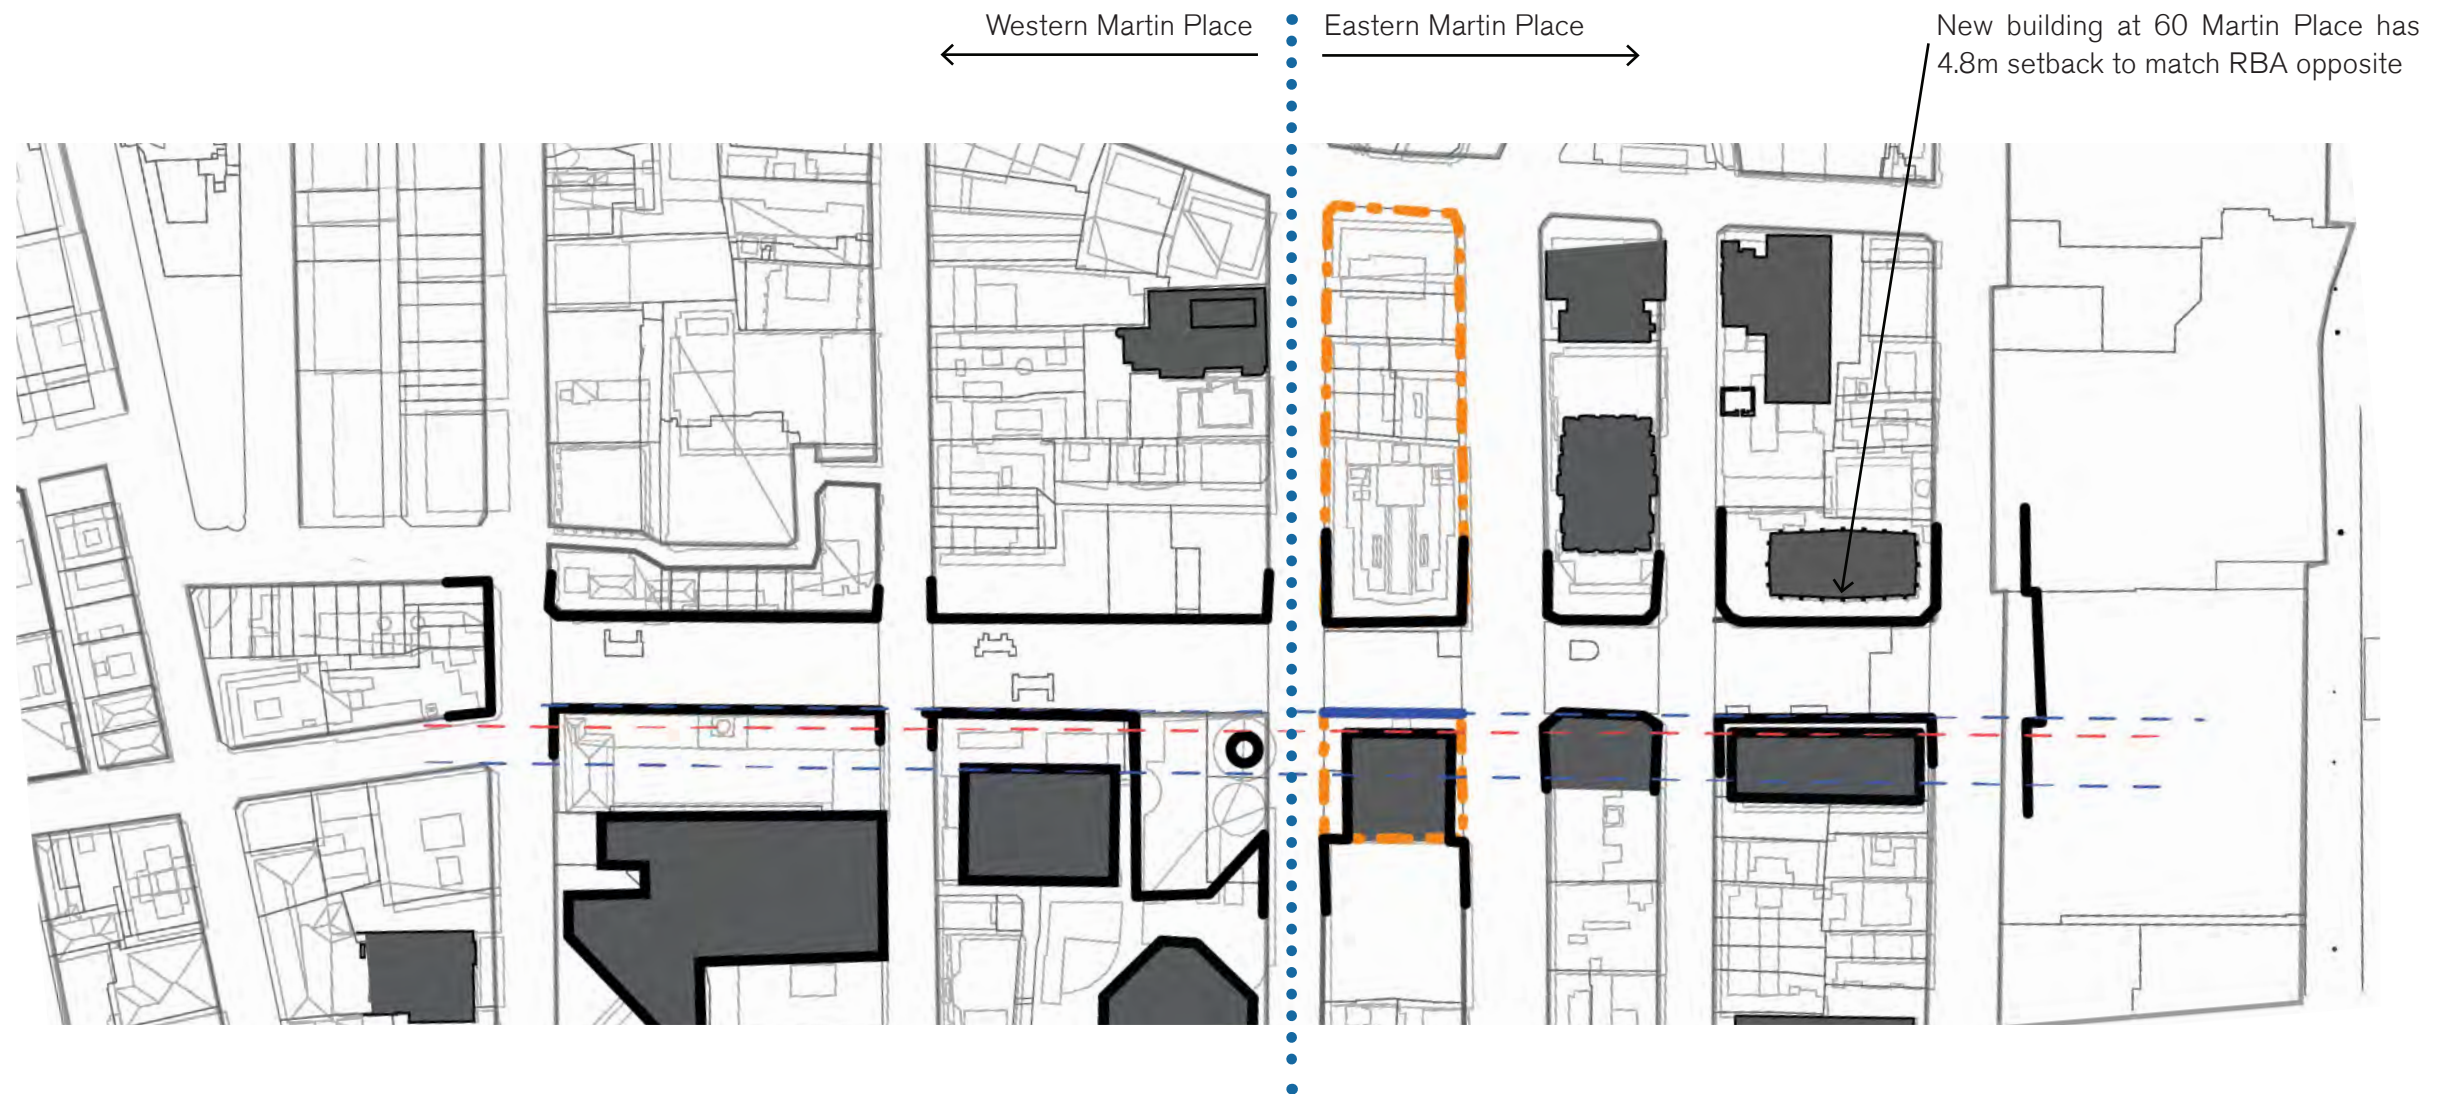 Western Martin Place
Eastern Martin Place
New building at 60 Martin Place has
4.8m setback to match RBA opposite